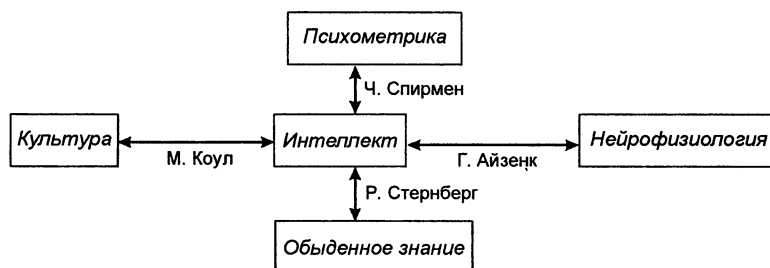 Психометрика
Ч. Спирмен
Культура
Интеллект
Нейрофизиология
М. Коул
Г. Айзенк
Р. Стернберг
Обыденное знание